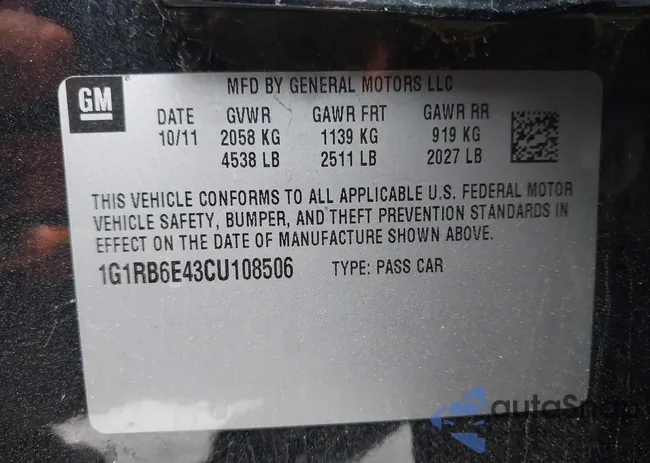 GM
MFD BY GENERAL MOTORS LLC
DATE GVWR GAWR FRT GAWR RR
10/11 2058 KG 1139 KG 919 KG
4538 LB 2511 LB 2027 LB
THIS VEHICLE CONFORMS TO ALL APPLICABLE U.S. FEDERAL MOTOR
VEHICLE SAFETY, BUMPER, AND THEFT PREVENTION STANDARDS IN
EFFECT ON THE DATE OF MANUFACTURE SHOWN ABOVE.
1G1RB6E43CU108506 TYPE: PASS CAR
autoSnap